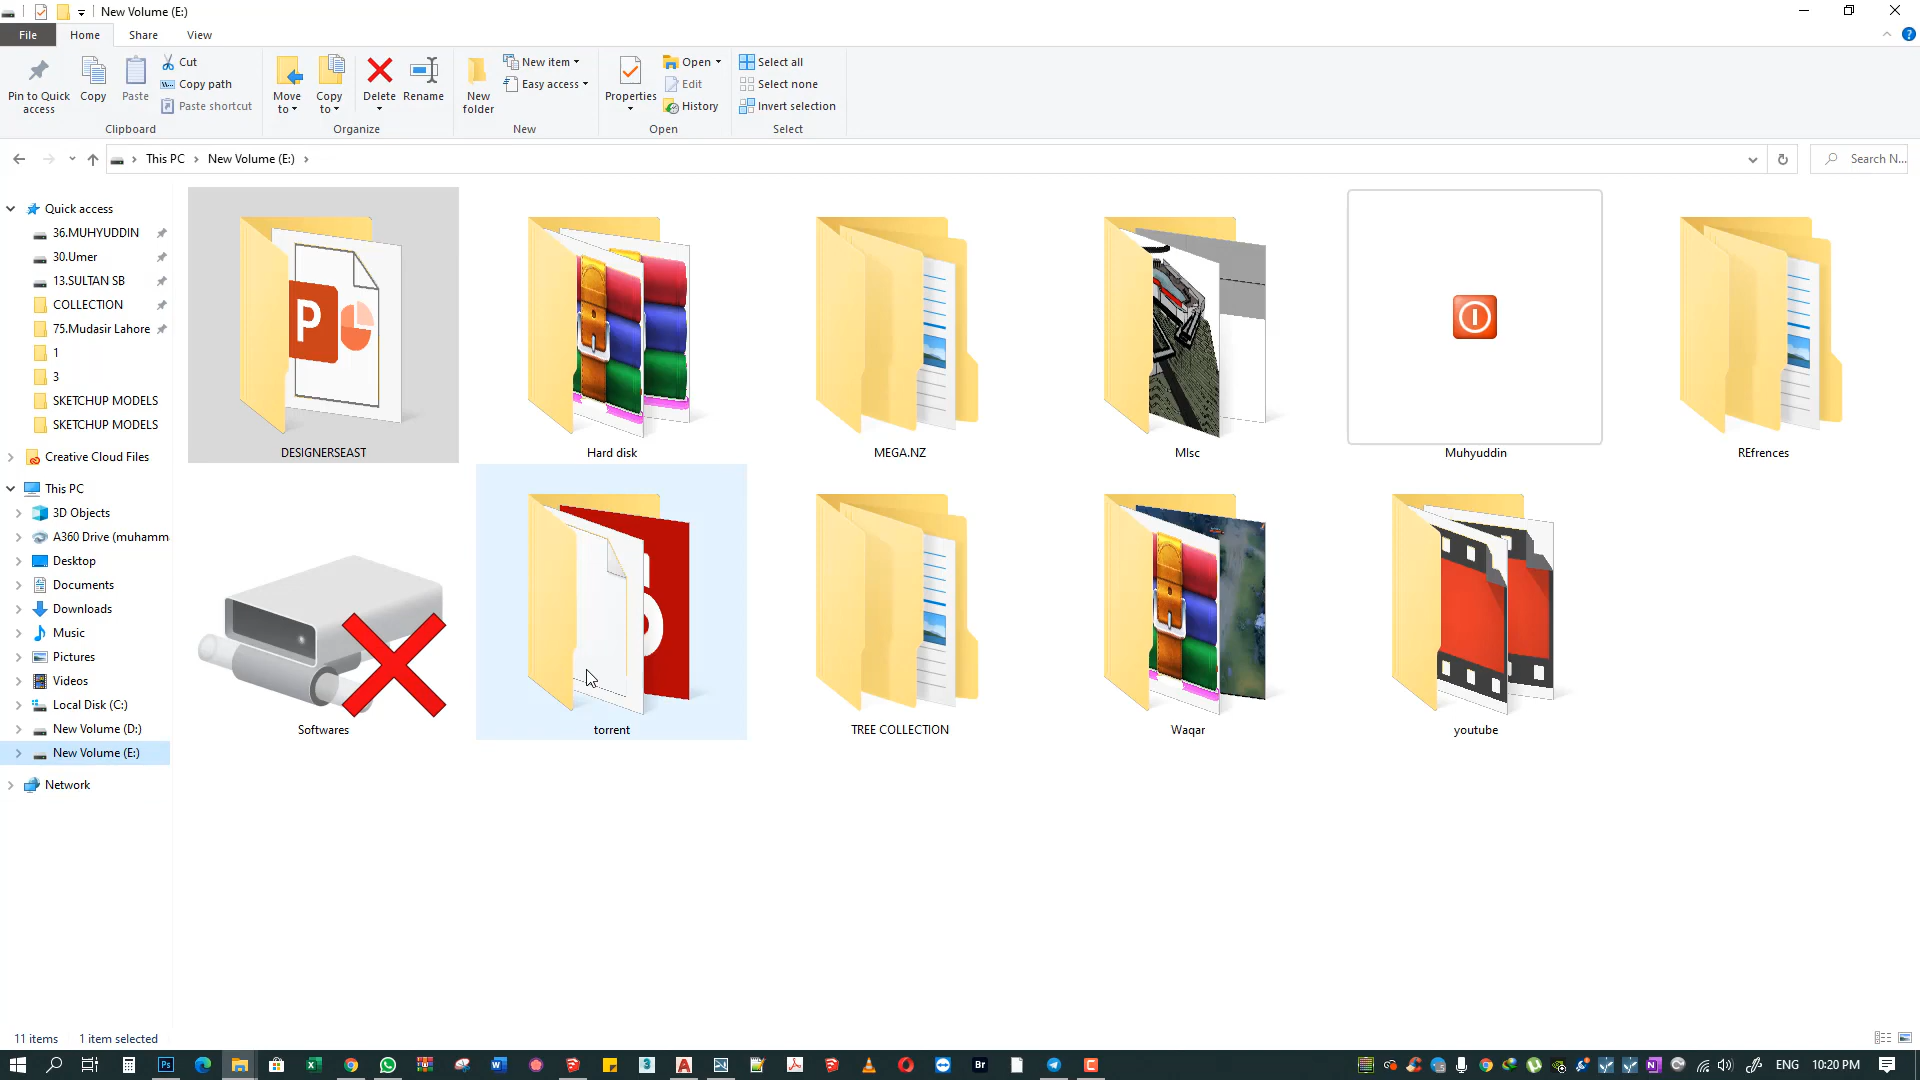 New Volume (E:)
File
Home
Share
View
Pin to Quick
access
Copy
Paste
Cut
Copy path
Paste shortcut
Clipboard
Move
to
Copy
to
Delete
Rename
Organize
New
folder
New item
Easy access
New
Properties
Open
Edit
History
Open
Select all
Select none
Invert selection
Select
This PC
New Volume (E:)
Search N...
Quick access
36.MUHYUDDIN
30.Umer
13.SULTAN SB
COLLECTION
75.Mudasir Lahore
1
3
SKETCHUP MODELS
SKETCHUP MODELS
Creative Cloud Files
This PC
3D Objects
A360 Drive (muhamm
Desktop
Documents
Downloads
Music
Pictures
Videos
Local Disk (C:)
New Volume (D:)
New Volume (E:)
Network
P
DESIGNERSEAST
Hard disk
MEGA.NZ
MIsc
Muhyuddin
REfrences
Softwares
torrent
TREE COLLECTION
Waqar
youtube
11 items
1 item selected
Ps
Br
ENG
10:20 PM